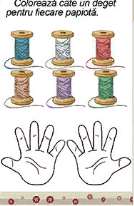 Colorează câte un deget
pentru fiecare papiotă.